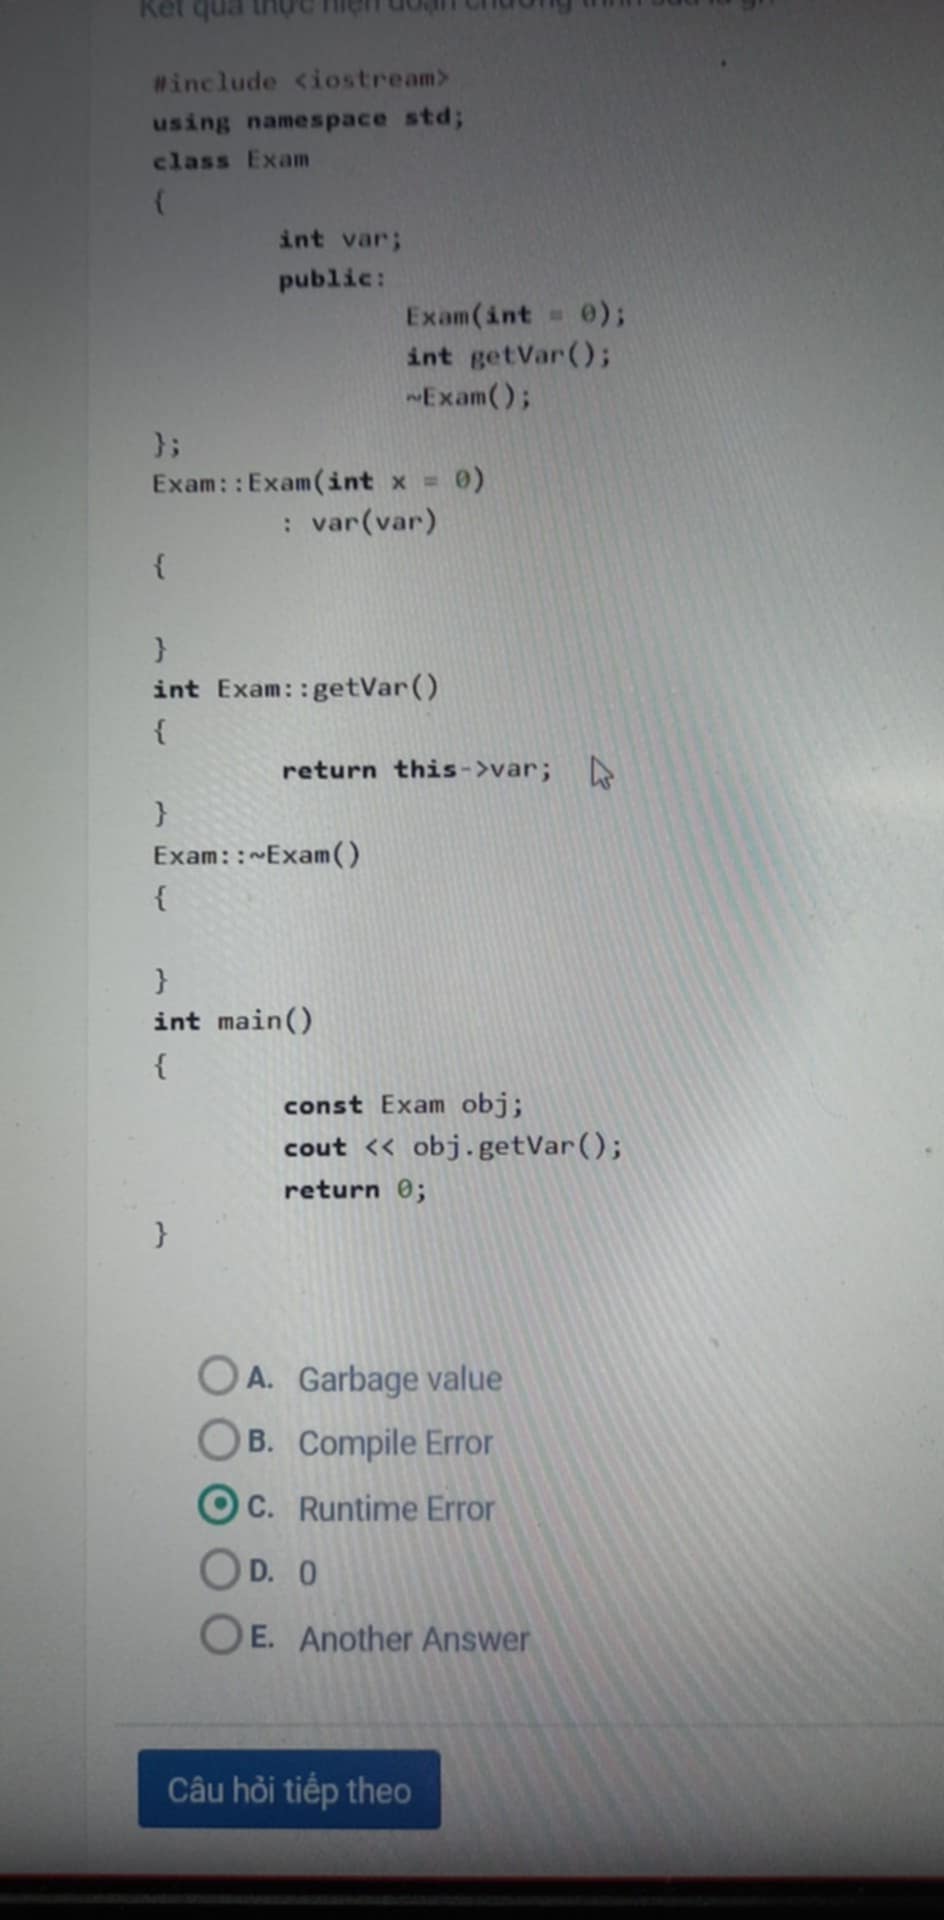 Kết quả thực hiện đoạn chương trình sau là gì?
#include <iostream>
using namespace std;
class Exam
{
int var;
public:
Exam(int = 0);
int getVar();
~Exam();
};
Exam::Exam(int x = 0)
: var(var)
{
}
int Exam::getVar()
{
return this->var;
}
Exam::~Exam()
{
}
int main()
{
const Exam obj;
cout << obj.getVar();
return 0;
}
A. Garbage value
B. Compile Error
C. Runtime Error
D. 0
E. Another Answer
Câu hỏi tiếp theo